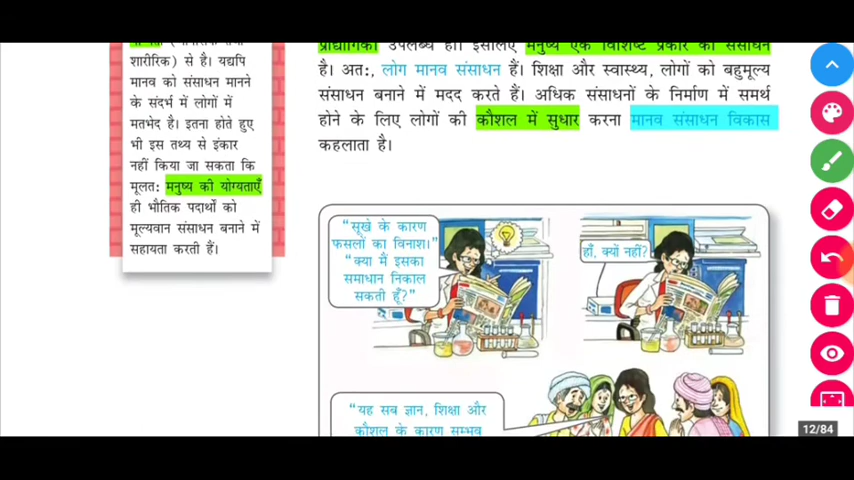 शारीरिक) से है। यद्यपि
मानव को संसाधन मानने
के संदर्भ में लोगों में
मतभेद है। इतना होते हुए
भी इस तथ्य से इंकार
नहीं किया जा सकता कि
मूलत: मनुष्य की योग्यताएँ
ही भौतिक पदार्थों को
मूल्यवान संसाधन बनाने में
सहायता करती हैं।
प्रौद्योगिकी उपलब्ध हो। इसलिए मनुष्य एक विशिष्ट प्रकार का संसाधन
है। अत:, लोग मानव संसाधन हैं। शिक्षा और स्वास्थ्य, लोगों को बहुमूल्य
संसाधन बनाने में मदद करते हैं। अधिक संसाधनों के निर्माण में समर्थ
होने के लिए लोगों की कौशल में सुधार करना मानव संसाधन विकास
कहलाता है।
"सूखे के कारण
फसलों का विनाश।"
"क्या मैं इसका
समाधान निकाल
सकती हूँ?"
हाँ, क्यों नहीं?
"यह सब ज्ञान, शिक्षा और
कौशल के कारण सम्भव
12/84